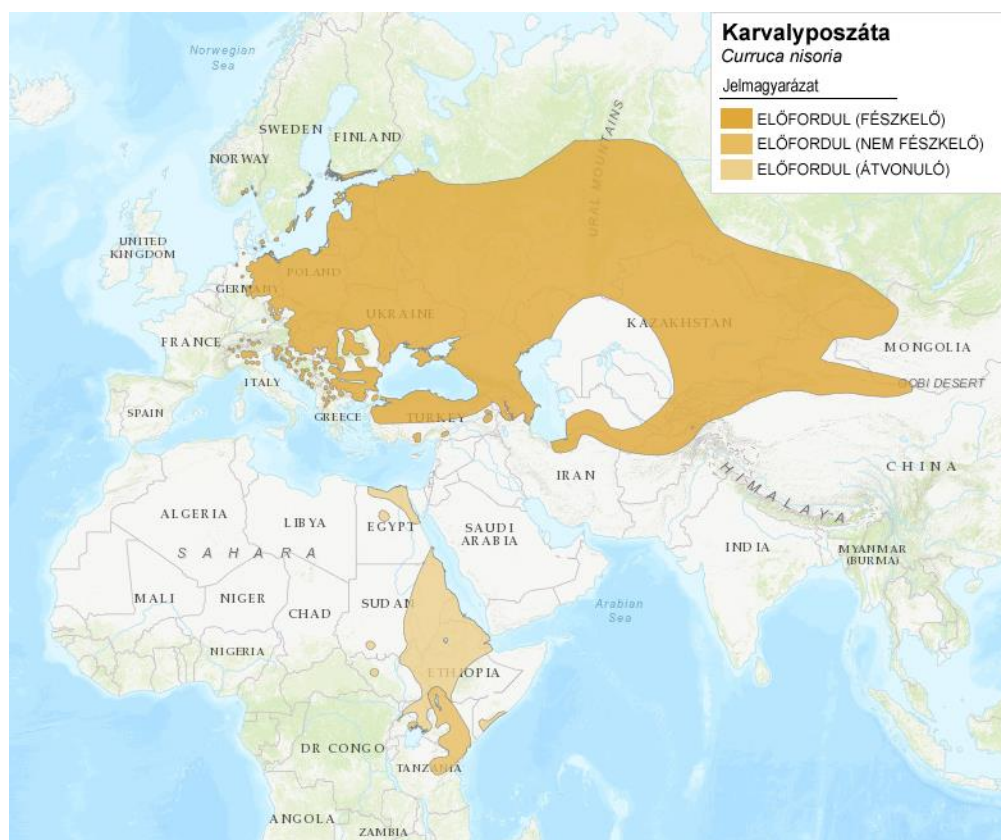 Karvalyposzáta
Curruca nisoria
Jelmagyarázat
ELŐFORDUL (FÉSZKELŐ)
ELŐFORDUL (NEM FÉSZKELŐ)
ELŐFORDUL (ÁTVONULÓ)
Norwegian
Sea
SWEDEN
FINLAND
NORWAY
URAL MOUNTAINS
UNITED
KINGDOM
POLAND
GERMANY
UKRAINE
KAZAKHSTAN
FRANCE
MONGOLIA
ITALY
GOBI DESERT
SPAIN
GREECE
TURKEY
IRAN
CHINA
HIMALAYA
ALGERIA
LIBYA
EGYPT
SAUDI
ARABIA
SAHARA
INDIA
MYANMAR
(BURMA)
MALI
NIGER
CHAD
SUDAN
Arabian
Sea
NIGERIA
ETHIOPIA
DR CONGO
TANZANIA
ANGOLA
ZAMBIA